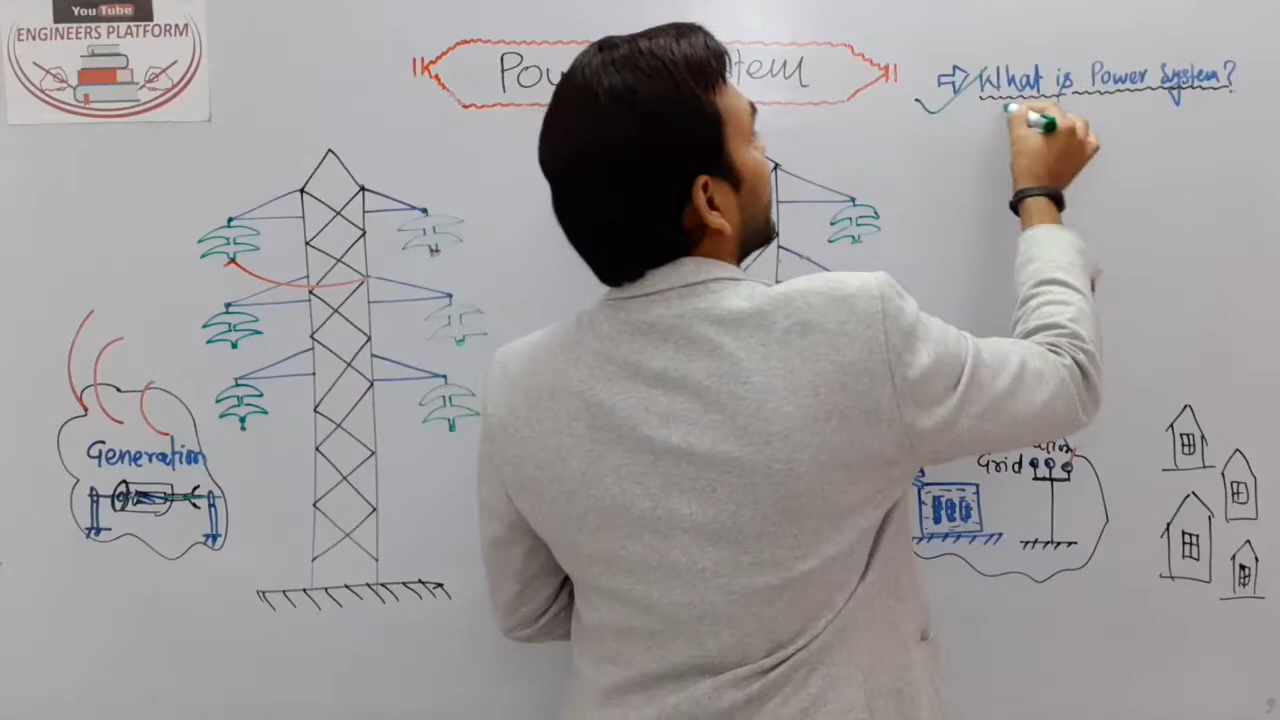 YouTube
ENGINEERS PLATFORM
What is Power System?
Generation
Grid